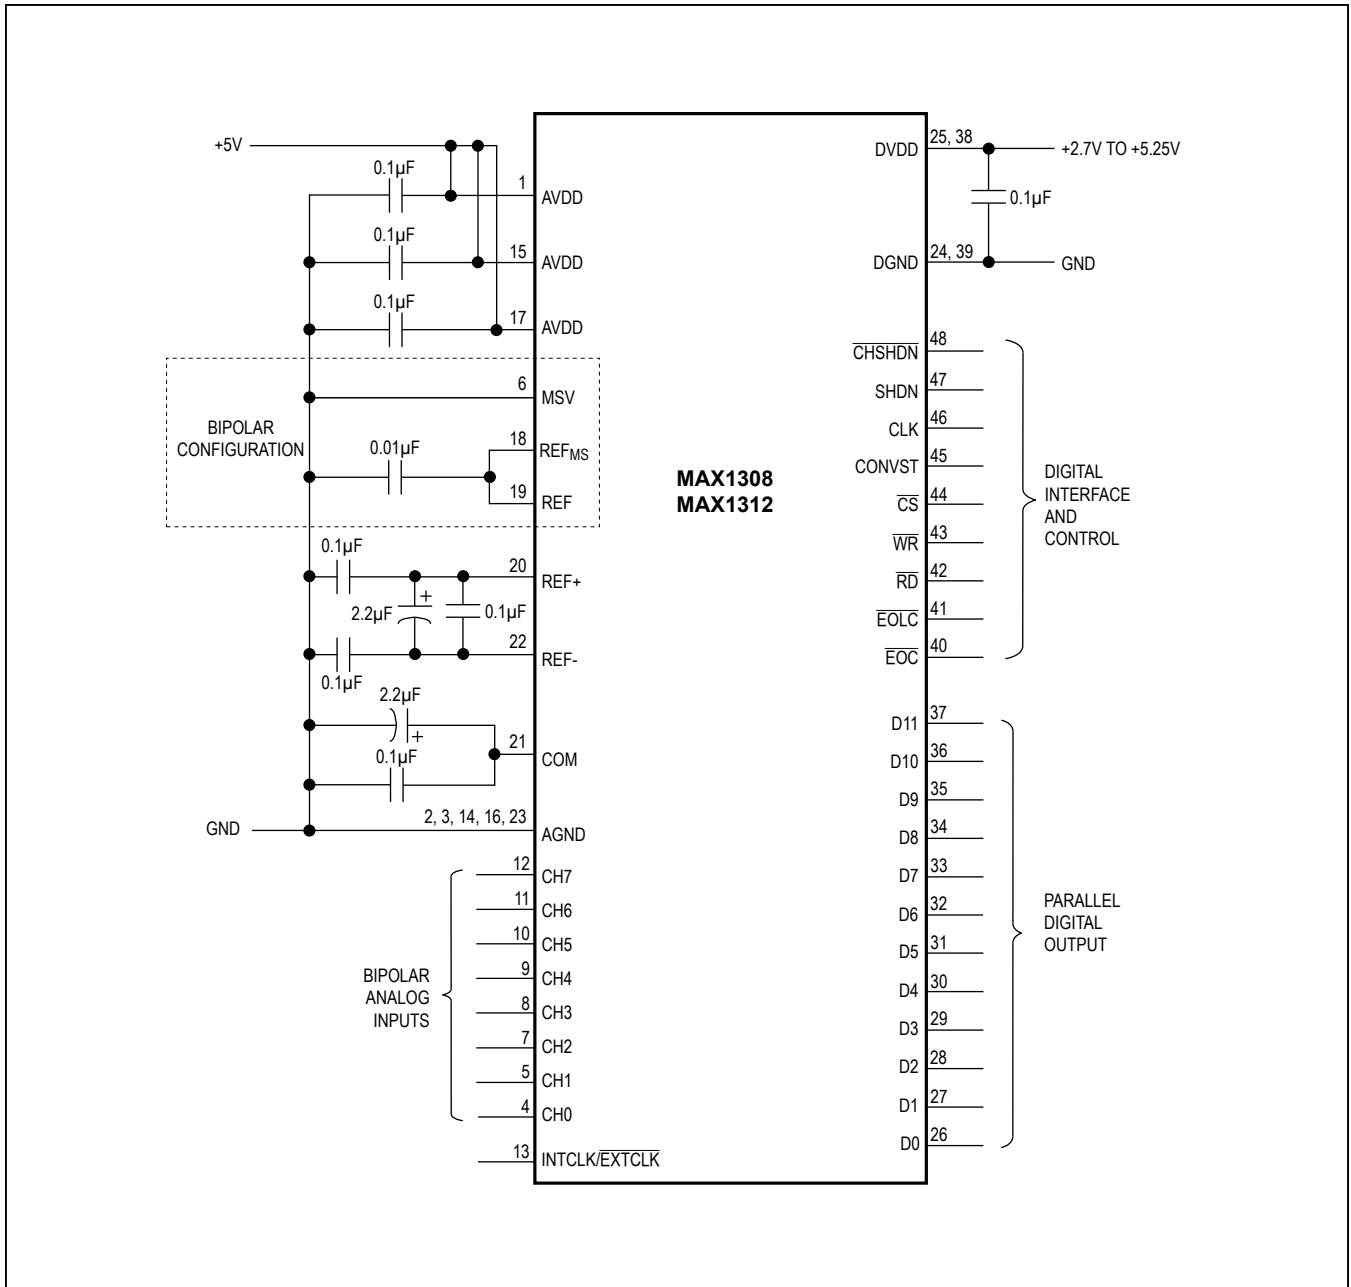 +5V
0.1µF
1
AVDD
0.1µF
15
AVDD
0.1µF
17
AVDD
6
MSV
BIPOLAR
CONFIGURATION
0.01µF
18
REFMS
19
REF
0.1µF
20
REF+
2.2µF
+
0.1µF
22
REF-
0.1µF
2.2µF
+
21
COM
0.1µF
GND
2, 3, 14, 16, 23
AGND
12
CH7
11
CH6
10
CH5
9
CH4
8
CH3
7
CH2
5
CH1
4
CH0
BIPOLAR
ANALOG
INPUTS
13
INTCLK/EXTCLK
MAX1308
MAX1312
DVDD
25, 38
+2.7V TO +5.25V
0.1µF
DGND
24, 39
GND
CHSHDN
48
SHDN
47
CLK
46
CONVST
45
CS
44
WR
43
RD
42
EOLC
41
EOC
40
DIGITAL
INTERFACE
AND
CONTROL
D11
37
D10
36
D9
35
D8
34
D7
33
D6
32
D5
31
D4
30
D3
29
D2
28
D1
27
D0
26
PARALLEL
DIGITAL
OUTPUT